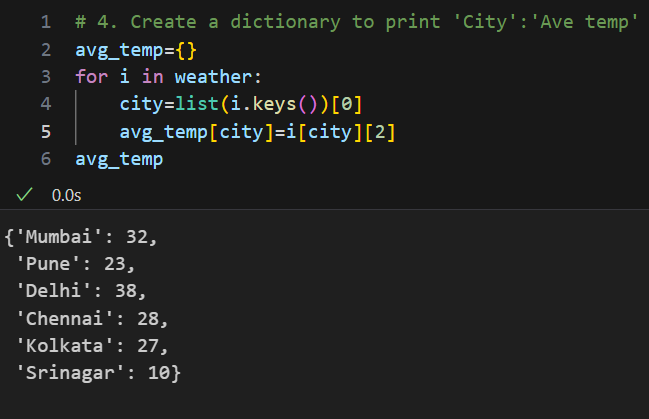 1 # 4. Create a dictionary to print 'City':'Ave temp'
2 avg_temp={}
3 for i in weather:
4     city=list(i.keys())[0]
5     avg_temp[city]=i[city][2]
6 avg_temp
0.0s
{'Mumbai': 32,
 'Pune': 23,
 'Delhi': 38,
 'Chennai': 28,
 'Kolkata': 27,
 'Srinagar': 10}